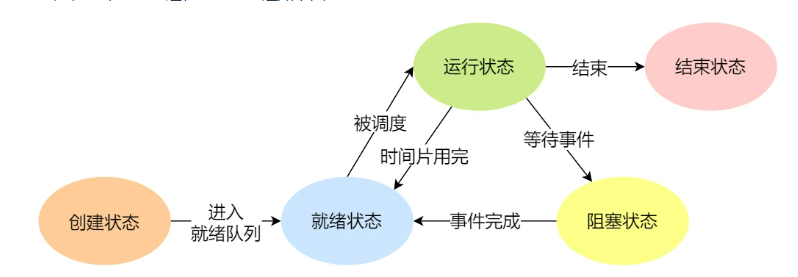 运行状态
结束
结束状态
被调度
时间片用完
等待事件
创建状态
进入
就绪队列
就绪状态
事件完成
阻塞状态